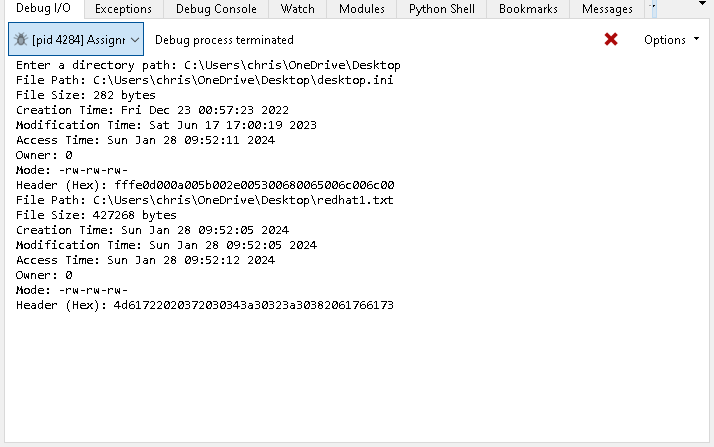 Debug I/O Exceptions Debug Console Watch Modules Python Shell Bookmarks Messages
[pid 4284] Assignr Debug process terminated Options
Enter a directory path: C:\Users\chris\OneDrive\Desktop
File Path: C:\Users\chris\OneDrive\Desktop\desktop.ini
File Size: 282 bytes
Creation Time: Fri Dec 23 00:57:23 2022
Modification Time: Sat Jun 17 17:00:19 2023
Access Time: Sun Jan 28 09:52:11 2024
Owner: 0
Mode: -rw-rw-rw-
Header (Hex): fffe0d000a005b002e005300680065006c006c00
File Path: C:\Users\chris\OneDrive\Desktop\redhat1.txt
File Size: 427268 bytes
Creation Time: Sun Jan 28 09:52:05 2024
Modification Time: Sun Jan 28 09:52:05 2024
Access Time: Sun Jan 28 09:52:12 2024
Owner: 0
Mode: -rw-rw-rw-
Header (Hex): 4d61722020372030343a30323a30382061766173